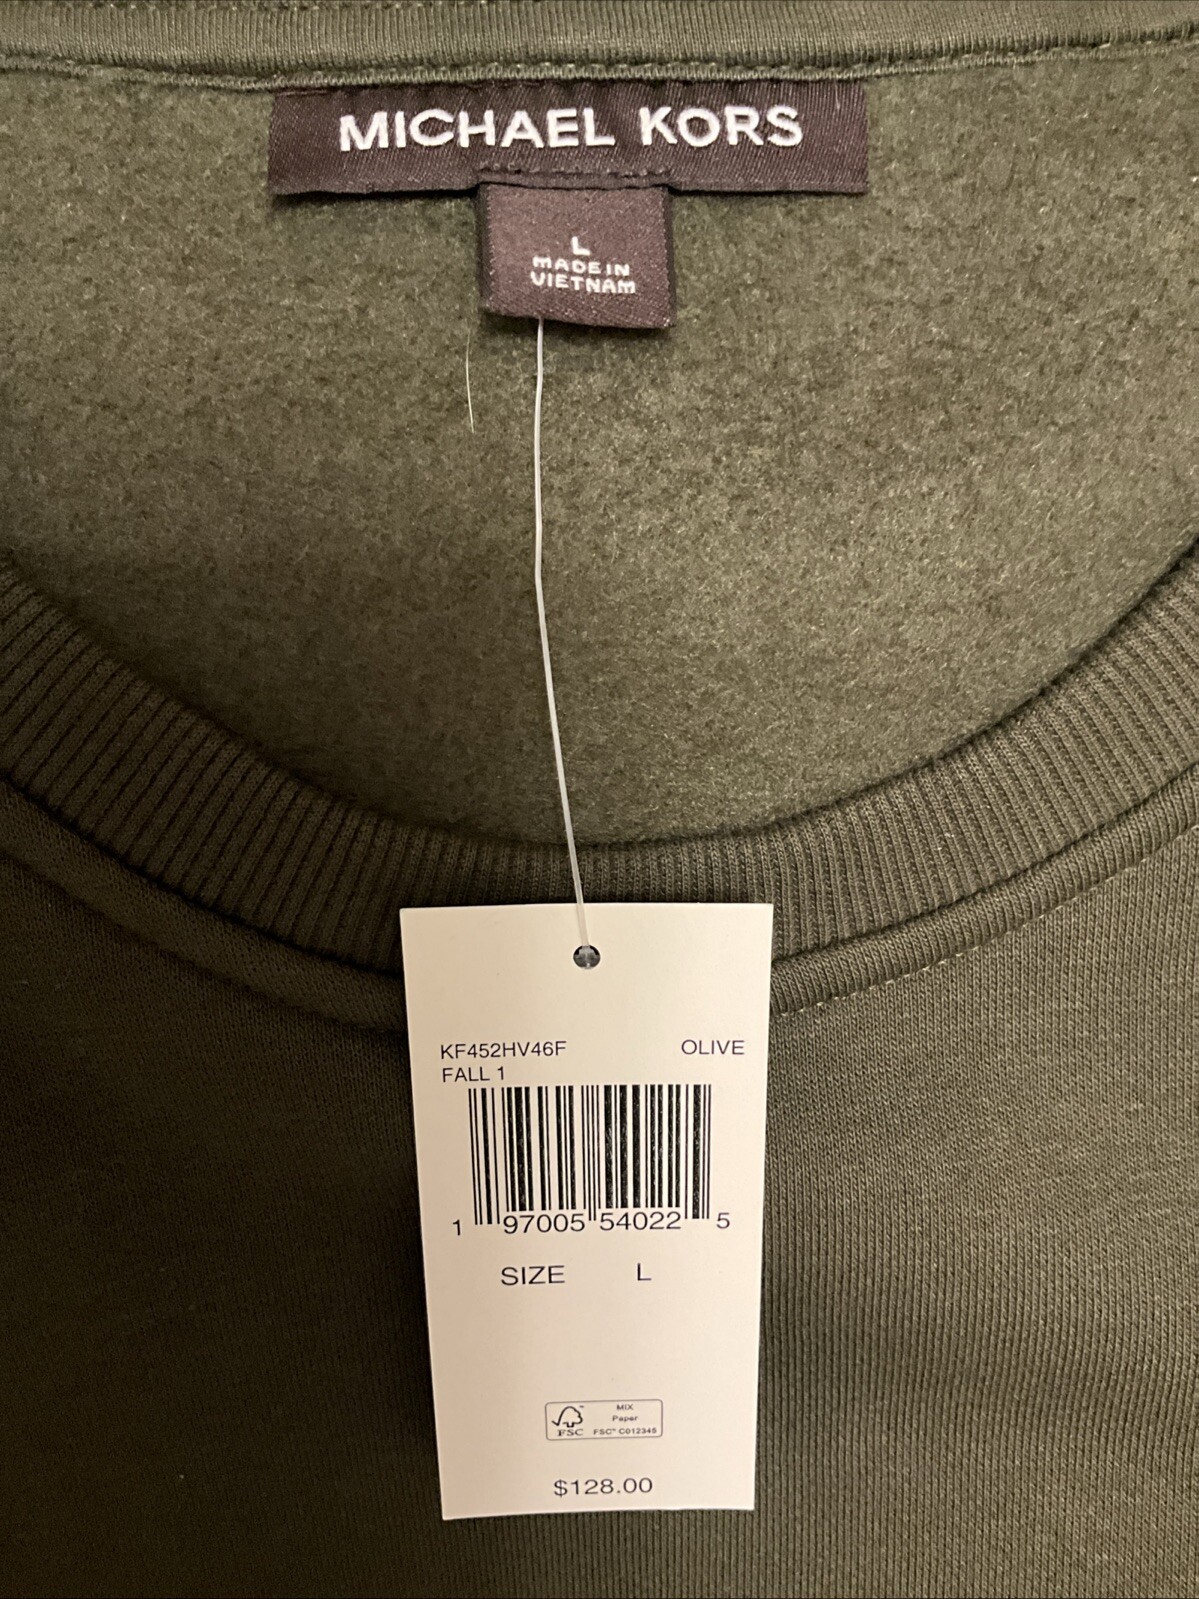 MICHAEL KORS
L
MADE IN
VIETNAM
KF452HV46F OLIVE
FALL 1
1 97005 54022 5
SIZE L
MIX
Paper
FSC™ C012345
FSC
$128.00